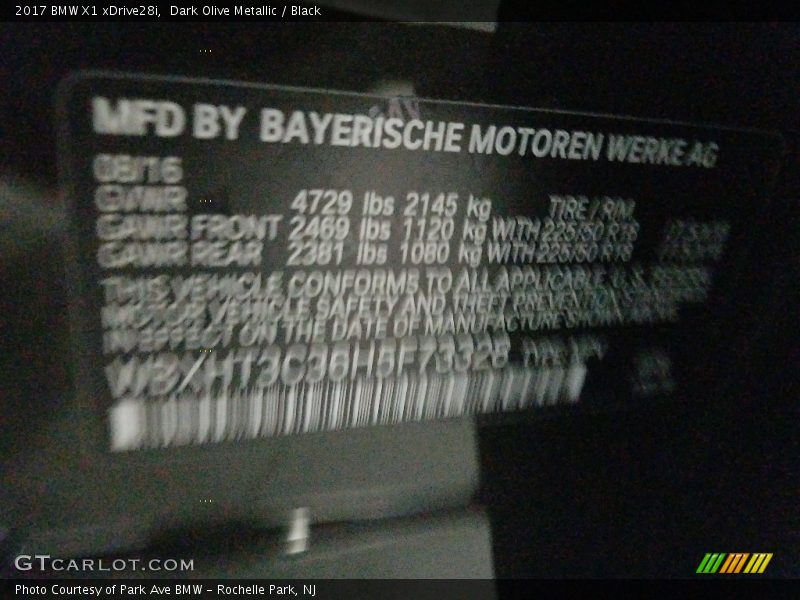 2017 BMW X1 xDrive28i, Dark Olive Metallic / Black
MFD BY BAYERISCHE MOTOREN WERKE AG
08/16
GVWR 4729 lbs 2145 kg TIRE / RIM
GAWR FRONT 2469 lbs 1120 kg WITH 225/50 R18
GAWR REAR 2381 lbs 1080 kg WITH 225/50 R18
THIS VEHICLE CONFORMS TO ALL APPLICABLE U.S. FEDERAL
MOTOR VEHICLE SAFETY AND THEFT PREVENTION STANDARDS
IN EFFECT ON THE DATE OF MANUFACTURE SHOWN ABOVE
TYPE
GTCARLOT.COM
Photo Courtesy of Park Ave BMW - Rochelle Park, NJ